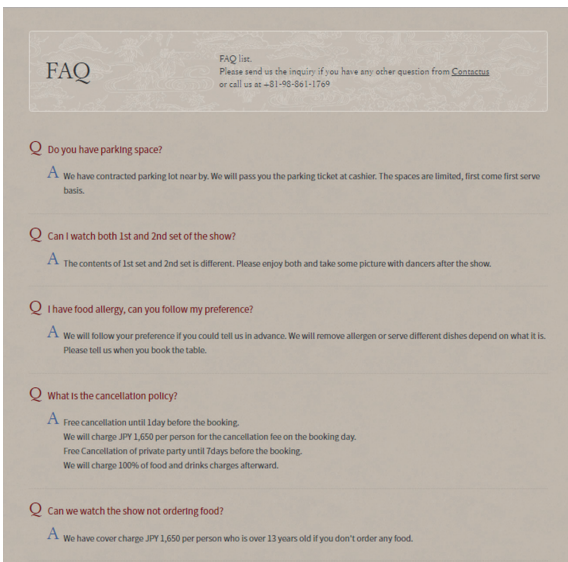 FAQ
FAQ list.
Please send us the inquiry if you have any other question from Contactus
or call us at +81-98-861-1769
Q Do you have parking space?
A We have contracted parking lot near by. We will pass you the parking ticket at cashier. The spaces are limited, first come first serve
basis.
Q Can I watch both 1st and 2nd set of the show?
A The contents of 1st set and 2nd set is different. Please enjoy both and take some picture with dancers after the show.
Q I have food allergy, can you follow my preference?
A We will follow your preference if you could tell us in advance. We will remove allergen or serve different dishes depend on what it is.
Please tell us when you book the table.
Q What is the cancellation policy?
A Free cancellation until 1day before the booking.
We will charge JPY 1,650 per person for the cancellation fee on the booking day.
Free Cancellation of private party until 7days before the booking.
We will charge 100% of food and drinks charges afterward.
Q Can we watch the show not ordering food?
A We have cover charge JPY 1,650 per person who is over 13 years old if you don't order any food.